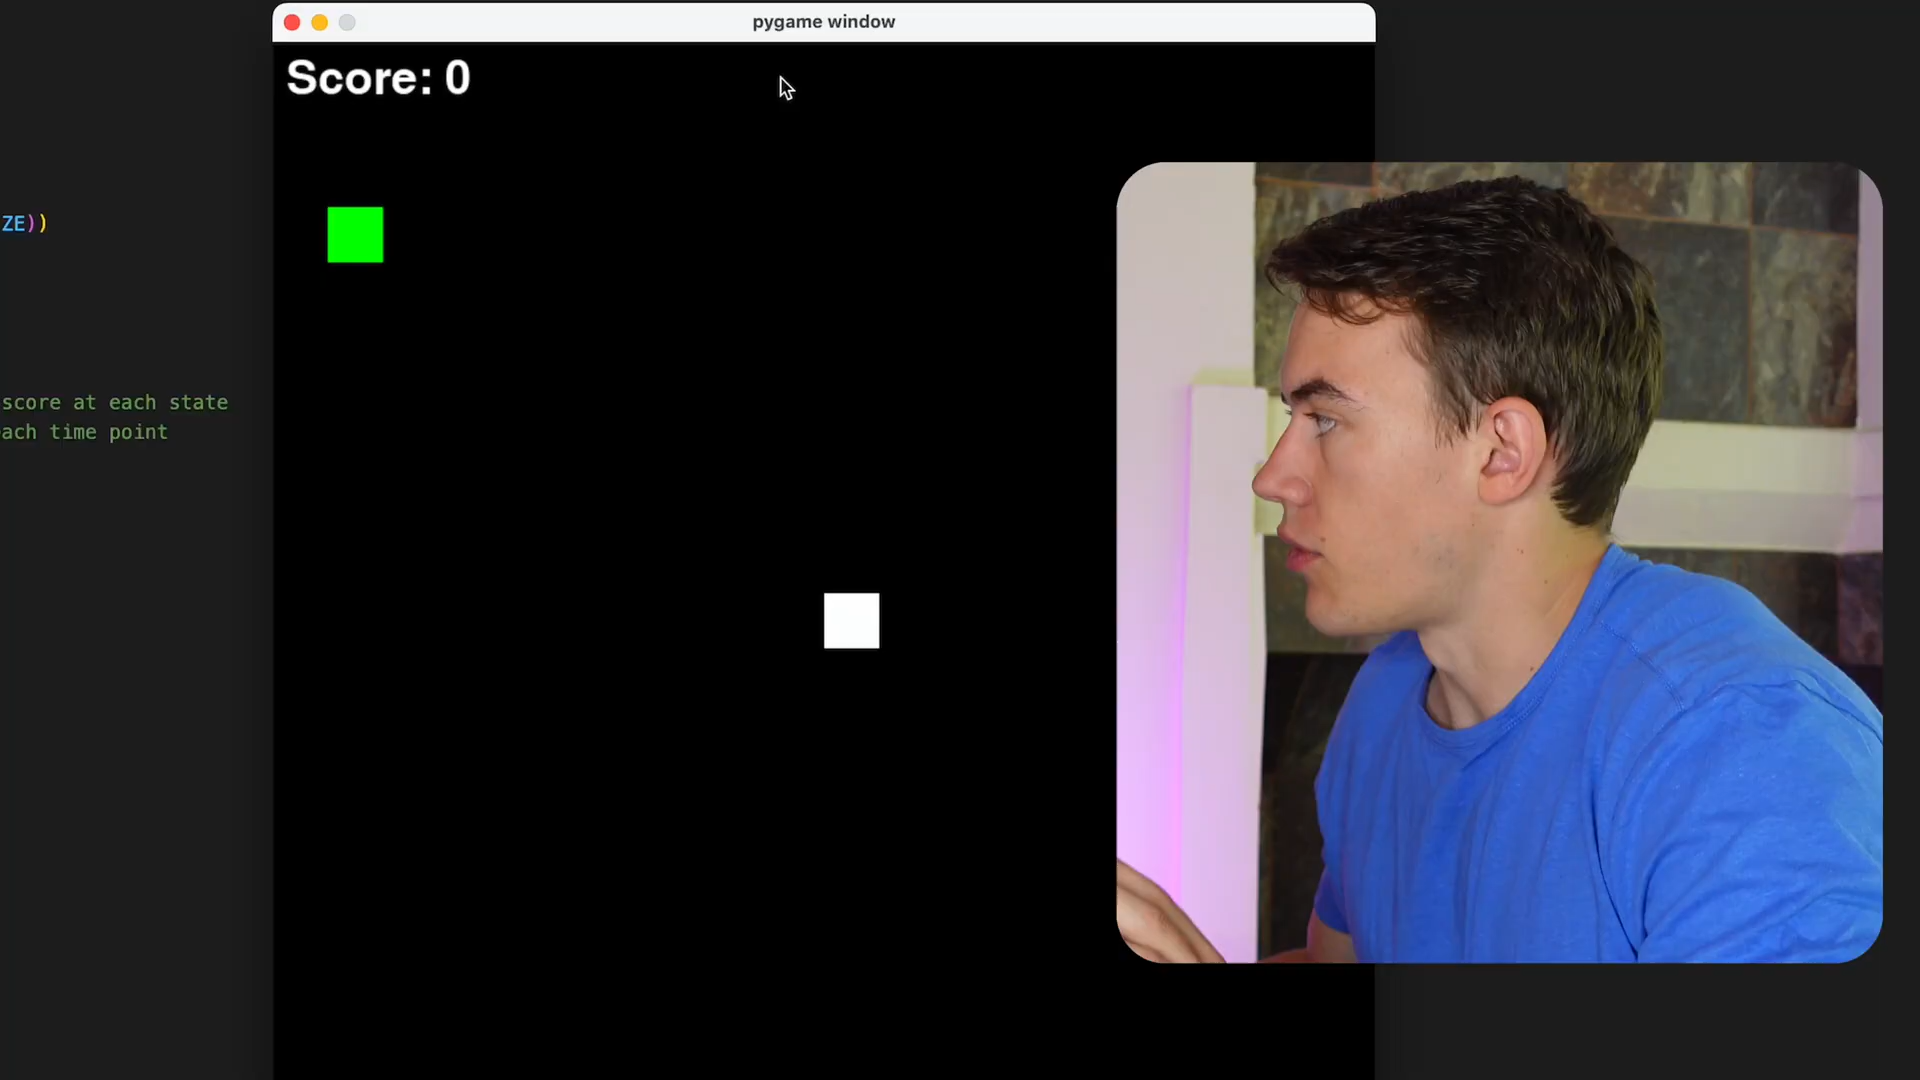 pygame window
Score: 0
ZE))
score at each state
ach time point